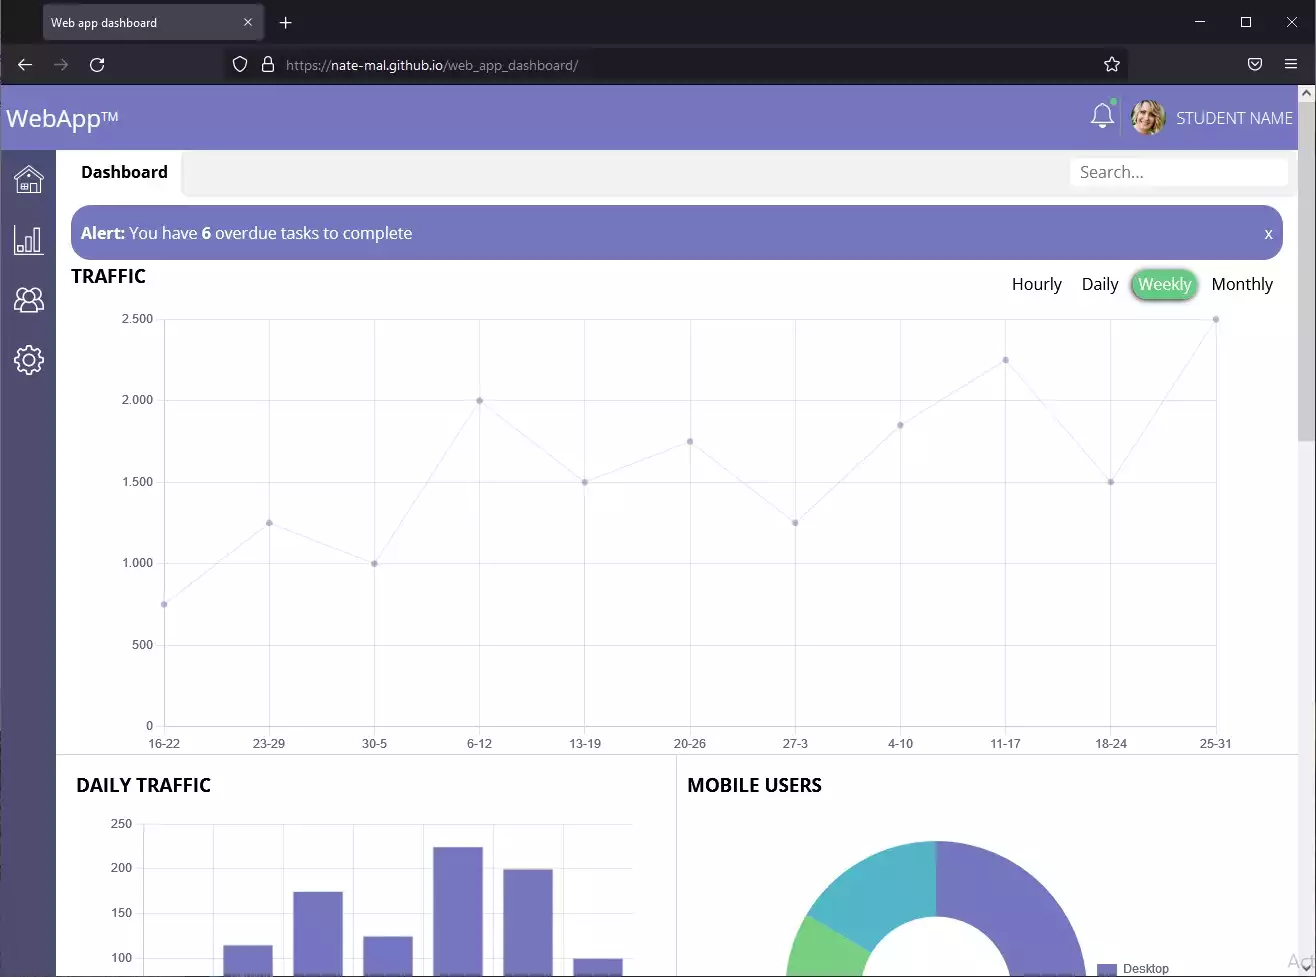 Web app dashboard
https://nate-mal.github.io/web_app_dashboard/
WebApp™
STUDENT NAME
Dashboard
Search...
Alert: You have 6 overdue tasks to complete
x
TRAFFIC
Hourly Daily Weekly Monthly
2.500
2.000
1.500
1.000
500
0
16-22 23-29 30-5 6-12 13-19 20-26 27-3 4-10 11-17 18-24 25-31
DAILY TRAFFIC
MOBILE USERS
250
200
150
100
Desktop